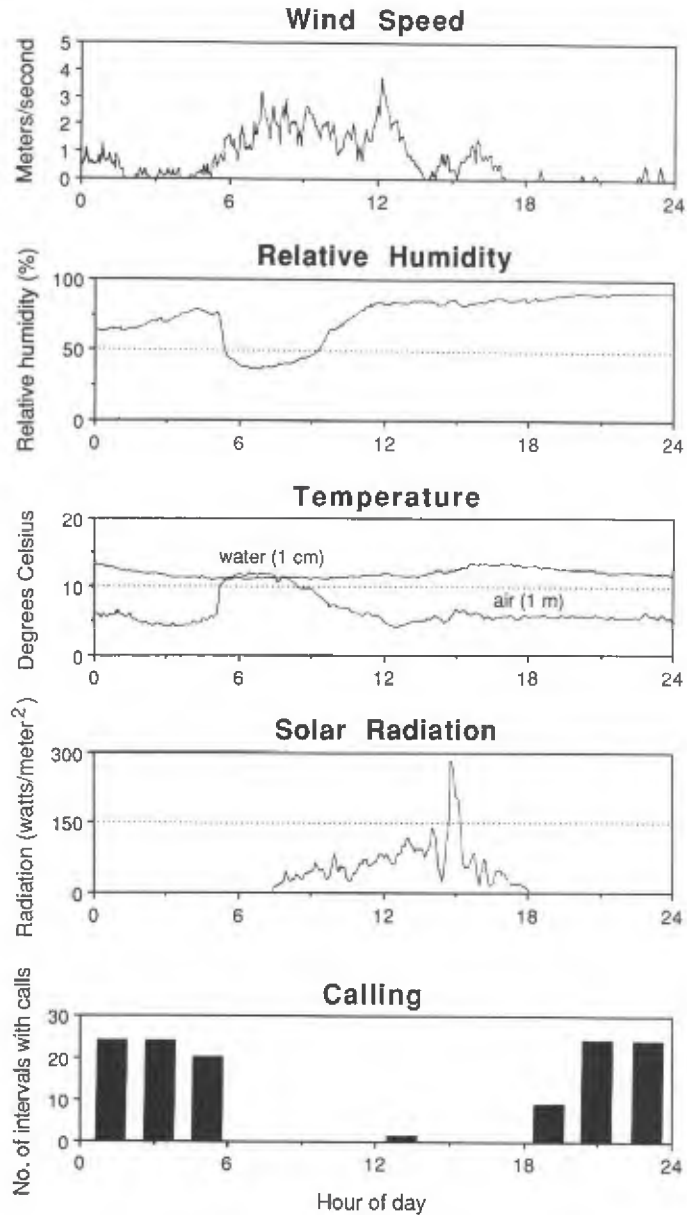 Wind Speed
Meters/second
5
4
3
2
1
0
0 6 12 18 24
Relative Humidity
Relative humidity (%)
100
50
0
0 6 12 18 24
Temperature
Degrees Celsius
20
10
0
water (1 cm)
air (1 m)
0 6 12 18 24
Solar Radiation
Radiation (watts/meter²)
300
150
0
0 6 12 18 24
Calling
No. of intervals with calls
30
20
10
0
0 6 12 18 24
Hour of day